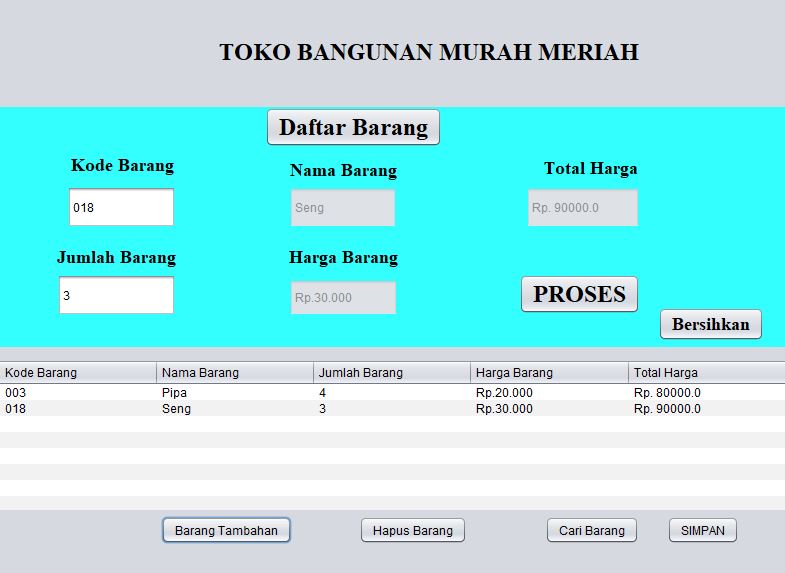 TOKO BANGUNAN MURAH MERIAH
Daftar Barang
Kode Barang
Nama Barang
Total Harga
018
Seng
Rp. 90000.0
Jumlah Barang
Harga Barang
3
Rp.30.000
PROSES
Bersihkan
Kode Barang Nama Barang Jumlah Barang Harga Barang Total Harga
003 Pipa 4 Rp.20.000 Rp. 80000.0
018 Seng 3 Rp.30.000 Rp. 90000.0
Barang Tambahan Hapus Barang Cari Barang SIMPAN